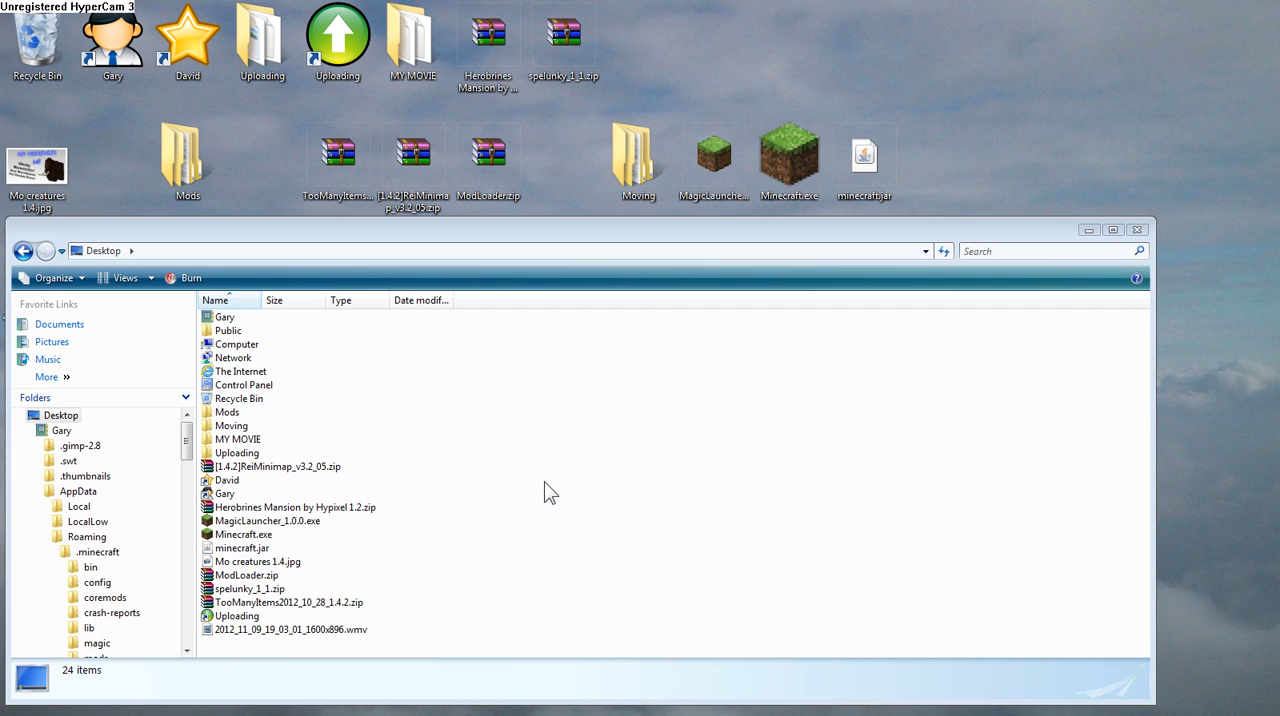 Unregistered HyperCam 3
Recycle Bin
Gary
David
Uploading
Uploading
MY MOVIE
Herobrines
Mansion by ...
spelunky_1_1.zip
Mo creatures
1.4.jpg
Mods
TooManyItems...
[1.4.2]ReiMinima
p_v3.2_05.zip
ModLoader.zip
Moving
MagicLaunche...
Minecraft.exe
minecraft.jar
Desktop
Search
Organize
Views
Burn
Favorite Links
Documents
Pictures
Music
More »
Folders
Desktop
Gary
.gimp-2.8
.swt
.thumbnails
AppData
Local
LocalLow
Roaming
.minecraft
bin
config
coremods
crash-reports
lib
magic
mods
Name Size Type Date modif...
Gary
Public
Computer
Network
The Internet
Control Panel
Recycle Bin
Mods
Moving
MY MOVIE
Uploading
[1.4.2]ReiMinimap_v3.2_05.zip
David
Gary
Herobrines Mansion by Hypixel 1.2.zip
MagicLauncher_1.0.0.exe
Minecraft.exe
minecraft.jar
Mo creatures 1.4.jpg
ModLoader.zip
spelunky_1_1.zip
TooManyItems2012_10_28_1.4.2.zip
Uploading
2012_11_09_19_03_01_1600x896.wmv
24 items